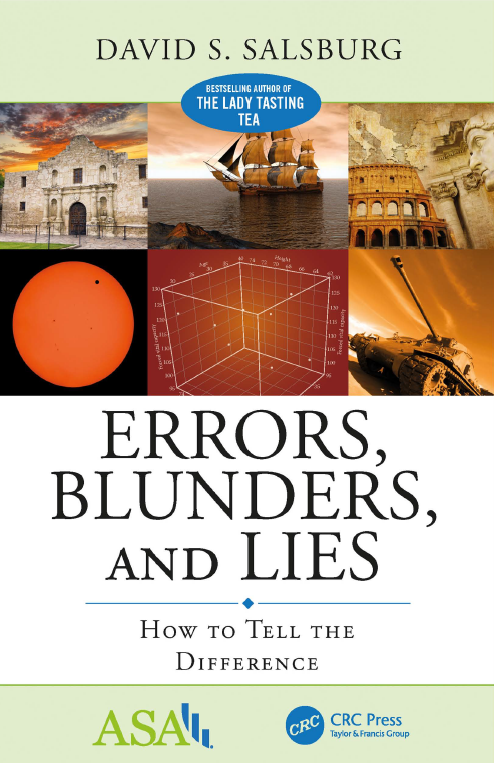 DAVID S. SALSBURG
BESTSELLING AUTHOR OF
THE LADY TASTING
TEA
ERRORS,
BLUNDERS,
AND LIES
HOW TO TELL THE
DIFFERENCE
ASA
CRC
CRC Press
Taylor & Francis Group